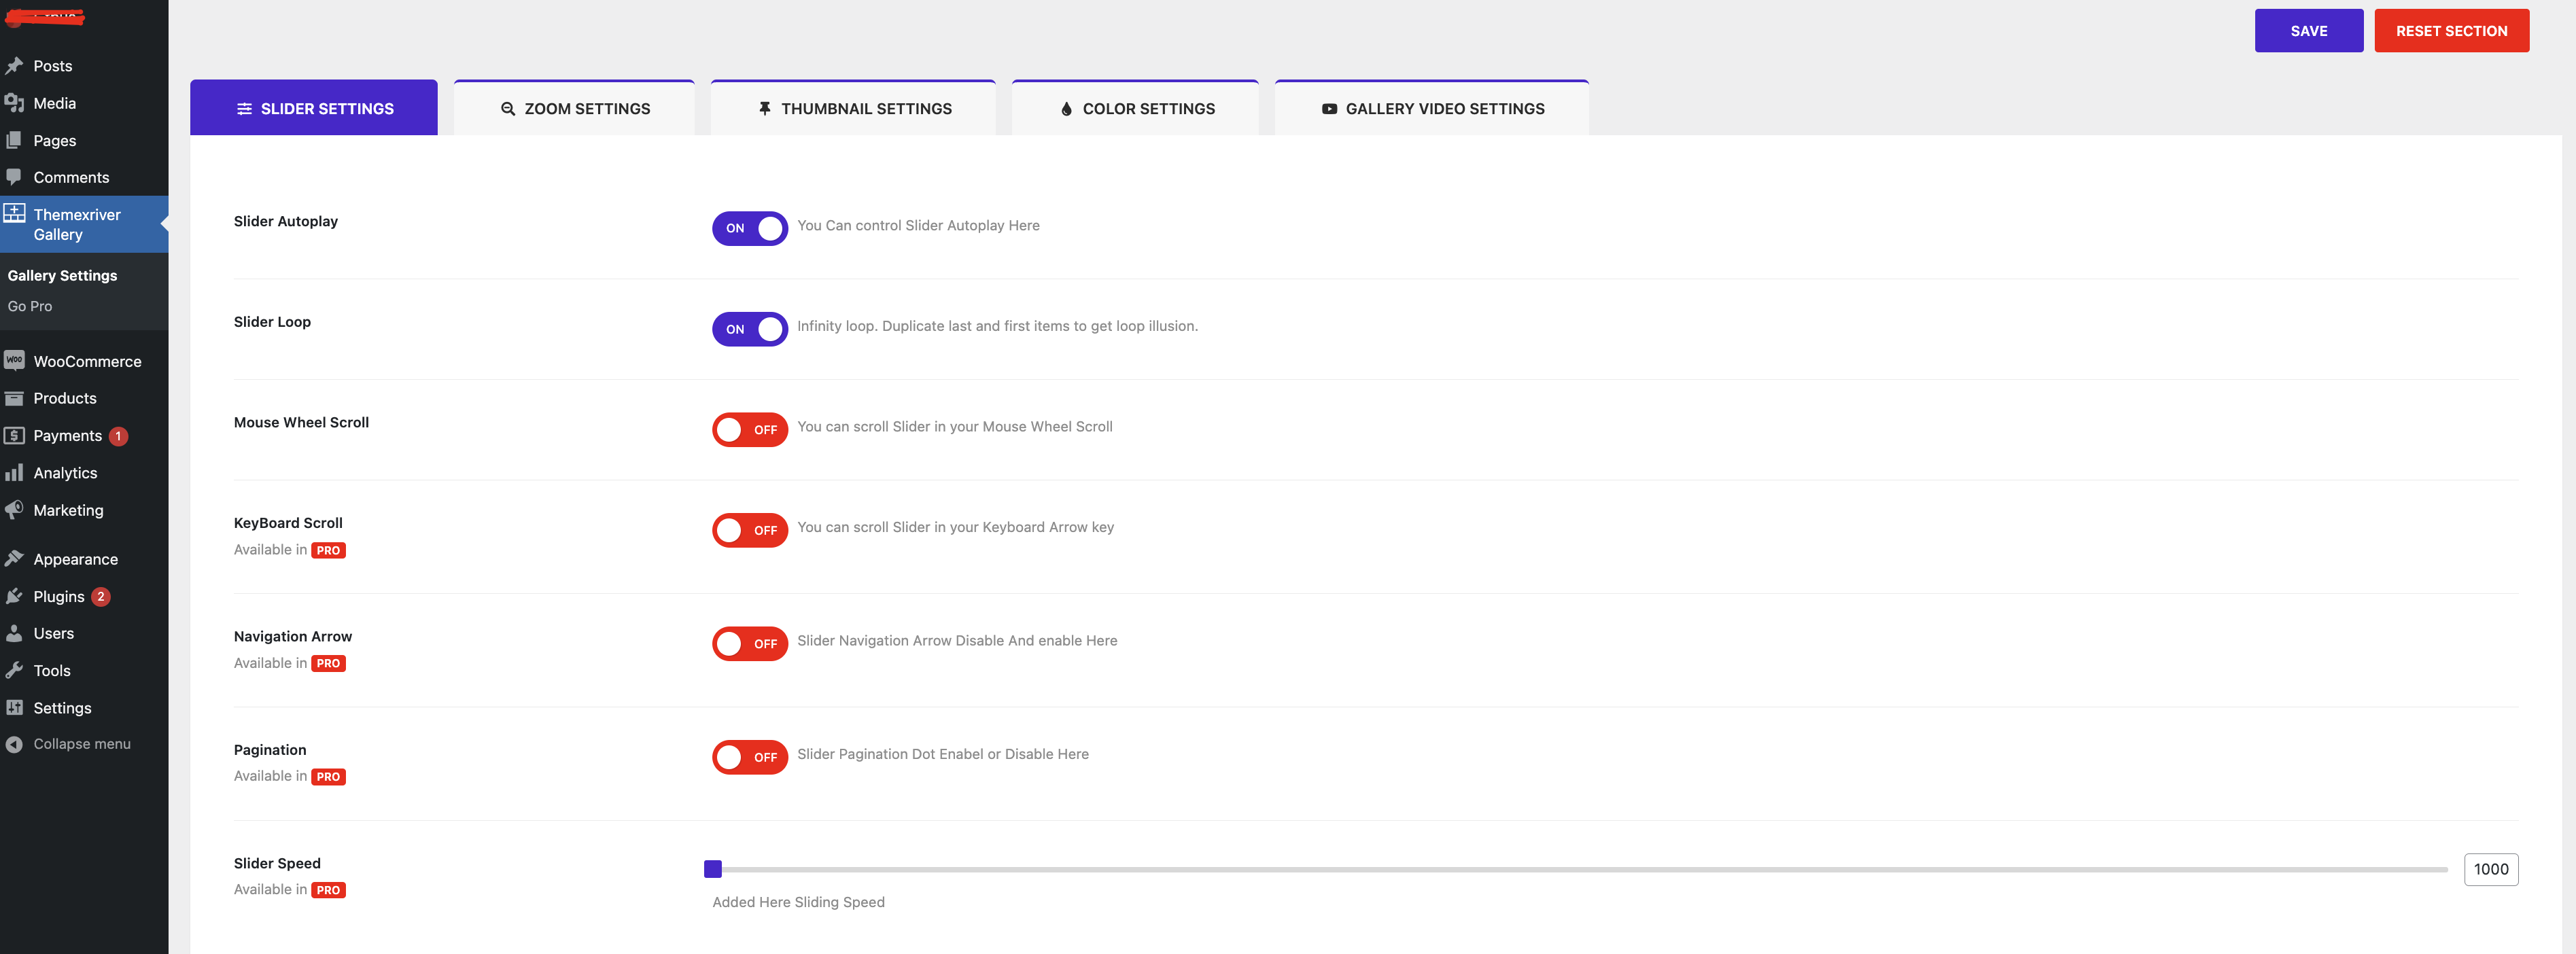 Posts
Media
Pages
Comments
Themexriver
Gallery
Gallery Settings
Go Pro
WooCommerce
Products
Payments 1
Analytics
Marketing
Appearance
Plugins 2
Users
Tools
Settings
Collapse menu
SAVE
RESET SECTION
SLIDER SETTINGS
ZOOM SETTINGS
THUMBNAIL SETTINGS
COLOR SETTINGS
GALLERY VIDEO SETTINGS
Slider Autoplay
ON
You Can control Slider Autoplay Here
Slider Loop
ON
Infinity loop. Duplicate last and first items to get loop illusion.
Mouse Wheel Scroll
OFF
You can scroll Slider in your Mouse Wheel Scroll
KeyBoard Scroll
Available in PRO
OFF
You can scroll Slider in your Keyboard Arrow key
Navigation Arrow
Available in PRO
OFF
Slider Navigation Arrow Disable And enable Here
Pagination
Available in PRO
OFF
Slider Pagination Dot Enabel or Disable Here
Slider Speed
Available in PRO
1000
Added Here Sliding Speed